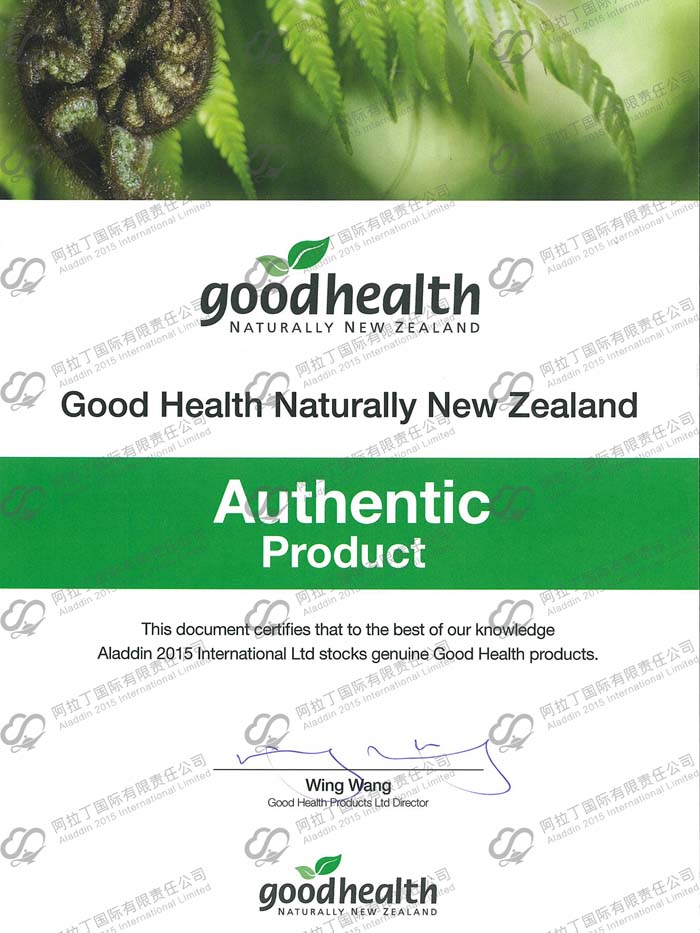 goodhealth
NATURALLY NEW ZEALAND
Good Health Naturally New Zealand
Authentic
Product
This document certifies that to the best of our knowledge
Aladdin 2015 International Ltd stocks genuine Good Health products.
Wing Wang
Good Health Products Ltd Director
goodhealth
NATURALLY NEW ZEALAND
阿拉丁国际有限责任公司
Aladdin 2015 International Limited